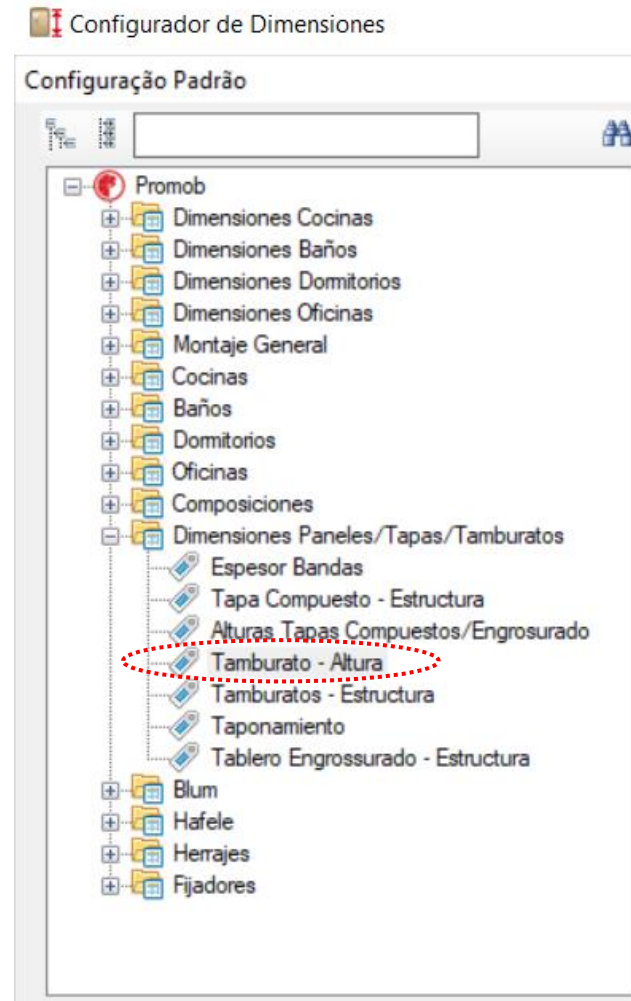 Configurador de Dimensiones
Configuração Padrão
Promob
Dimensiones Cocinas
Dimensiones Baños
Dimensiones Dormitorios
Dimensiones Oficinas
Montaje General
Cocinas
Baños
Dormitorios
Oficinas
Composiciones
Dimensiones Paneles/Tapas/Tamburatos
Espesor Bandas
Tapa Compuesto - Estructura
Alturas Tapas Compuestos/Engrosurado
Tamburato - Altura
Tamburatos - Estructura
Taponamiento
Tablero Engrossurado - Estructura
Blum
Hafele
Herrajes
Fijadores